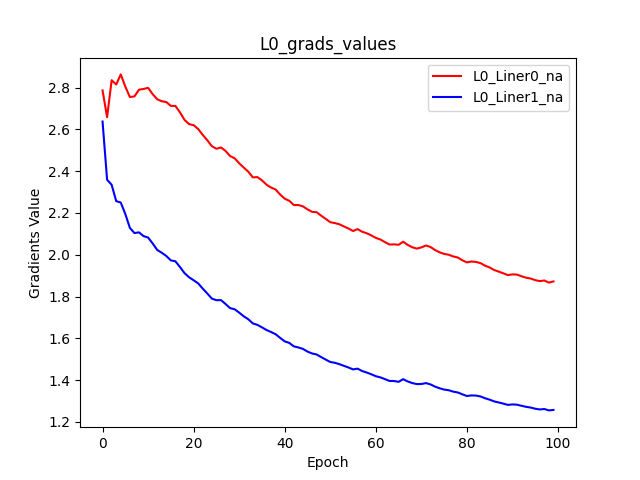 L0_grads_values
L0_Liner0_na
L0_Liner1_na
Gradients Value
2.8
2.6
2.4
2.2
2.0
1.8
1.6
1.4
1.2
0 20 40 60 80 100
Epoch